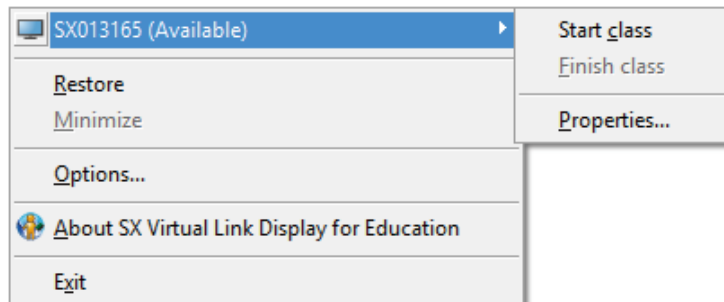 SX013165 (Available)
Restore
Minimize
Options...
About SX Virtual Link Display for Education
Exit
Start class
Finish class
Properties...